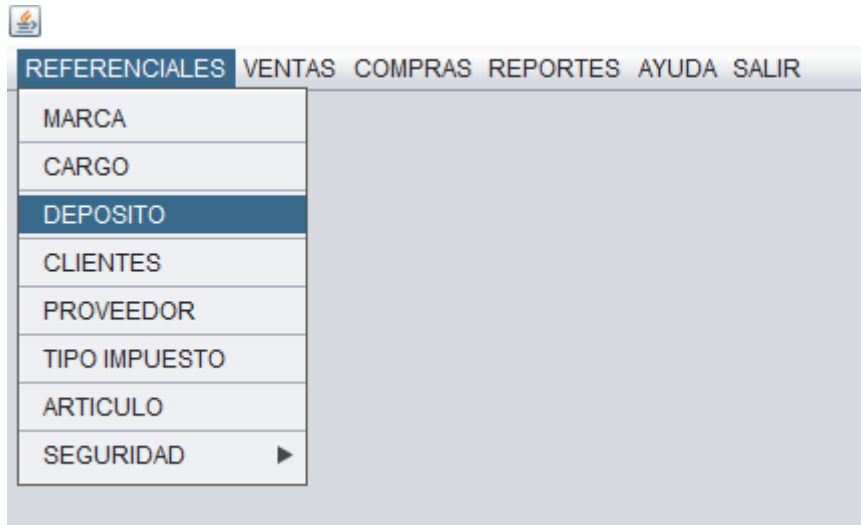 REFERENCIALES VENTAS COMPRAS REPORTES AYUDA SALIR
MARCA
CARGO
DEPOSITO
CLIENTES
PROVEEDOR
TIPO IMPUESTO
ARTICULO
SEGURIDAD